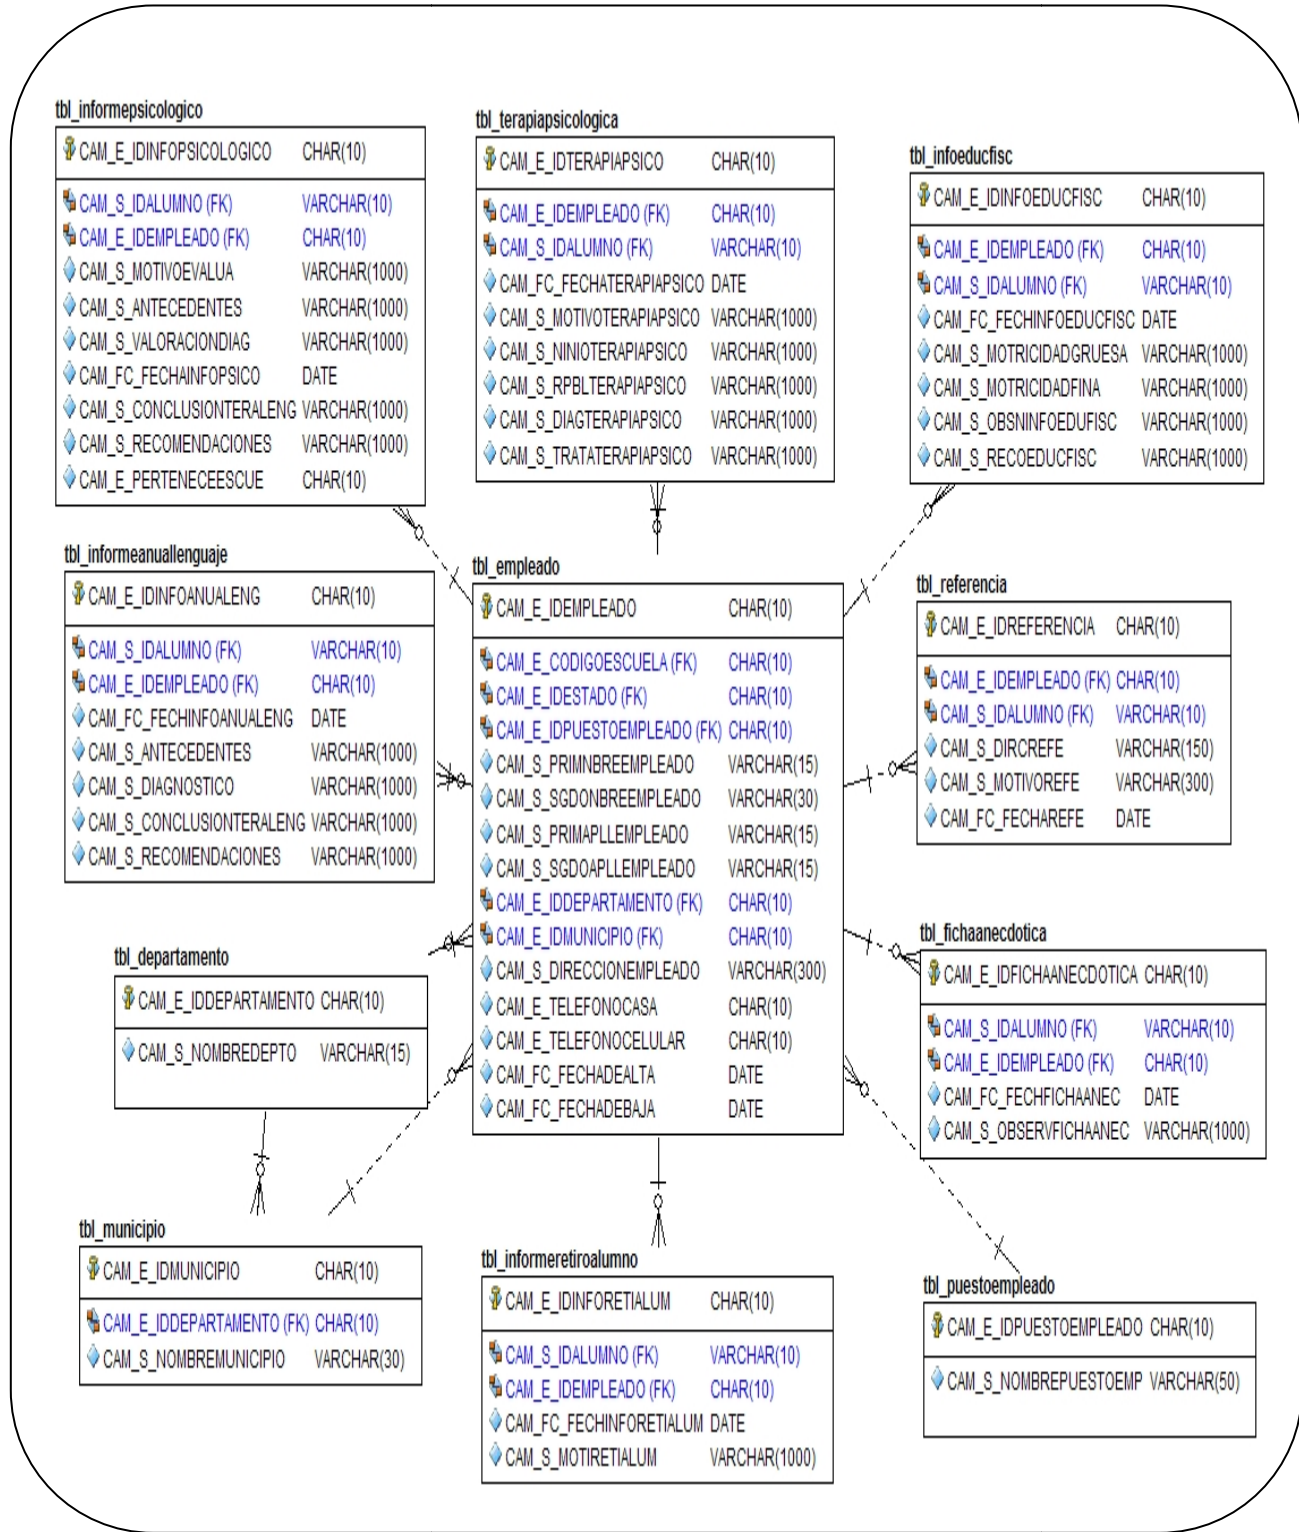 tbl_informepsicologico
CAM_E_IDINFOPSICOLOGICO CHAR(10)
CAM_S_IDALUMNO (FK) VARCHAR(10)
CAM_E_IDEMPLEADO (FK) CHAR(10)
CAM_S_MOTIVOEVALUA VARCHAR(1000)
CAM_S_ANTECEDENTES VARCHAR(1000)
CAM_S_VALORACIONDIAG VARCHAR(1000)
CAM_FC_FECHAINFOPSICO DATE
CAM_S_CONCLUSIONTERALENG VARCHAR(1000)
CAM_S_RECOMENDACIONES VARCHAR(1000)
CAM_E_PERTENECEESCUE CHAR(10)
tbl_terapiapsicologica
CAM_E_IDTERAPIAPSICO CHAR(10)
CAM_E_IDEMPLEADO (FK) CHAR(10)
CAM_S_IDALUMNO (FK) VARCHAR(10)
CAM_FC_FECHATERAPIAPSICO DATE
CAM_S_MOTIVOTERAPIAPSICO VARCHAR(1000)
CAM_S_NINIOTERAPIAPSICO VARCHAR(1000)
CAM_S_RPBLTERAPIAPSICO VARCHAR(1000)
CAM_S_DIAGTERAPIAPSICO VARCHAR(1000)
CAM_S_TRATATERAPIAPSICO VARCHAR(1000)
tbl_infoeducfisc
CAM_E_IDINFOEDUCFISC CHAR(10)
CAM_E_IDEMPLEADO (FK) CHAR(10)
CAM_S_IDALUMNO (FK) VARCHAR(10)
CAM_FC_FECHINFOEDUCFISC DATE
CAM_S_MOTRICIDADGRUESA VARCHAR(1000)
CAM_S_MOTRICIDADFINA VARCHAR(1000)
CAM_S_OBSNINFOEDUFISC VARCHAR(1000)
CAM_S_RECOEDUCFISC VARCHAR(1000)
tbl_informeanuallenguaje
CAM_E_IDINFOANUALENG CHAR(10)
CAM_S_IDALUMNO (FK) VARCHAR(10)
CAM_E_IDEMPLEADO (FK) CHAR(10)
CAM_FC_FECHINFOANUALENG DATE
CAM_S_ANTECEDENTES VARCHAR(1000)
CAM_S_DIAGNOSTICO VARCHAR(1000)
CAM_S_CONCLUSIONTERALENG VARCHAR(1000)
CAM_S_RECOMENDACIONES VARCHAR(1000)
tbl_empleado
CAM_E_IDEMPLEADO CHAR(10)
CAM_E_CODIGOESCUELA (FK) CHAR(10)
CAM_E_IDESTADO (FK) CHAR(10)
CAM_E_IDPUESTOEMPLEADO (FK) CHAR(10)
CAM_S_PRIMNBREEMPLEADO VARCHAR(15)
CAM_S_SGDONBREEMPLEADO VARCHAR(30)
CAM_S_PRIMAPLLEMPLEADO VARCHAR(15)
CAM_S_SGDOAPLLEMPLEADO VARCHAR(15)
CAM_E_IDDEPARTAMENTO (FK) CHAR(10)
CAM_E_IDMUNICIPIO (FK) CHAR(10)
CAM_S_DIRECCIONEMPLEADO VARCHAR(300)
CAM_E_TELEFONOCASA CHAR(10)
CAM_E_TELEFONOCELULAR CHAR(10)
CAM_FC_FECHADEALTA DATE
CAM_FC_FECHADEBAJA DATE
tbl_referencia
CAM_E_IDREFERENCIA CHAR(10)
CAM_E_IDEMPLEADO (FK) CHAR(10)
CAM_S_IDALUMNO (FK) VARCHAR(10)
CAM_S_DIRCREFE VARCHAR(150)
CAM_S_MOTIVOREFE VARCHAR(300)
CAM_FC_FECHAREFE DATE
tbl_departamento
CAM_E_IDDEPARTAMENTO CHAR(10)
CAM_S_NOMBREDEPTO VARCHAR(15)
tbl_fichaanecdotica
CAM_E_IDFICHAANECDOTICA CHAR(10)
CAM_S_IDALUMNO (FK) VARCHAR(10)
CAM_E_IDEMPLEADO (FK) CHAR(10)
CAM_FC_FECHFICHAANEC DATE
CAM_S_OBSERVFICHAANEC VARCHAR(1000)
tbl_municipio
CAM_E_IDMUNICIPIO CHAR(10)
CAM_E_IDDEPARTAMENTO (FK) CHAR(10)
CAM_S_NOMBREMUNICIPIO VARCHAR(30)
tbl_informeretiroalumno
CAM_E_IDINFORETIALUM CHAR(10)
CAM_S_IDALUMNO (FK) VARCHAR(10)
CAM_E_IDEMPLEADO (FK) CHAR(10)
CAM_FC_FECHINFORETIALUM DATE
CAM_S_MOTIRETIALUM VARCHAR(1000)
tbl_puestoempleado
CAM_E_IDPUESTOEMPLEADO CHAR(10)
CAM_S_NOMBREPUESTOEMP VARCHAR(50)